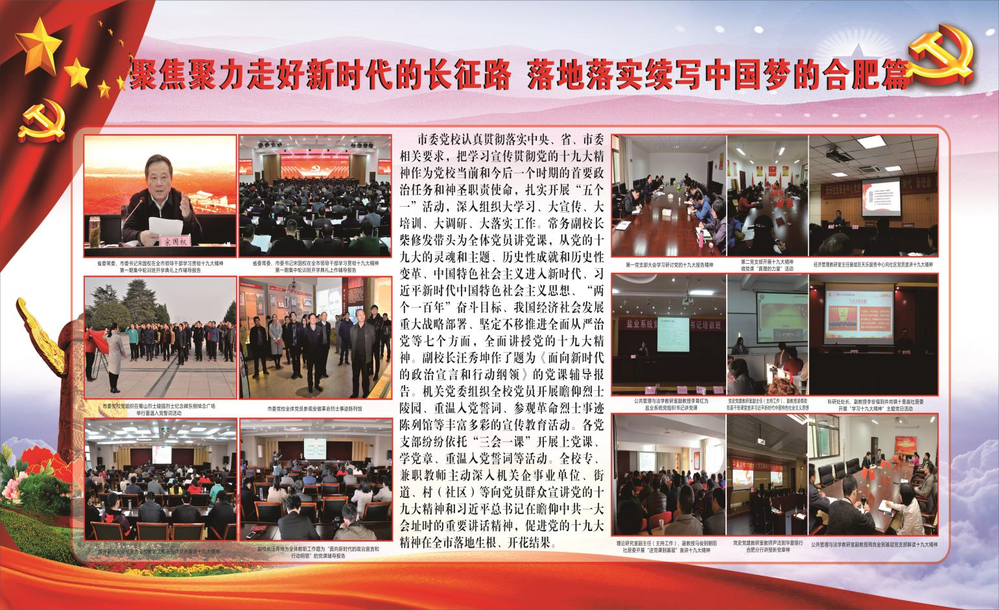 聚焦聚力走好新时代的长征路 落地落实续写中国梦的合肥篇
宋国权
省委常委、市委书记宋国权在全市领导干部学习贯彻十九大精神
第一期集中轮训班开学典礼上作辅导报告
省委常委、市委书记宋国权在全市领导干部学习贯彻十九大精神
第一期集中轮训班开学典礼上作辅导报告
市委党校党组织在蜀山烈士陵园烈士纪念碑东侧悼念广场
举行重温入党誓词活动
市委党校全体党员参观安徽革命烈士事迹陈列馆
副校长汪秀坤为全体教职工作题为“面向新时代的政治宣言和
行动纲领”的党课辅导报告
市委党校认真贯彻落实中央、省、市委
相关要求，把学习宣传贯彻党的十九大精
神作为党校当前和今后一个时期的首要政
治任务和神圣职责使命，扎实开展“五个
一”活动，深入组织大学习、大宣传、大
培训、大调研、大落实工作。常务副校长
柴修发带头为全体党员讲党课，从党的十
九大的灵魂和主题、历史性成就和历史性
变革、中国特色社会主义进入新时代、习
近平新时代中国特色社会主义思想、“两
个一百年”奋斗目标、我国经济社会发展
重大战略部署、坚定不移推进全面从严治
党等七个方面，全面讲授党的十九大精
神。副校长汪秀坤作了题为《面向新时代
的政治宣言和行动纲领》的党课辅导报
告。机关党委组织全校党员开展瞻仰烈士
陵园、重温入党誓词、参观革命烈士事迹
陈列馆等丰富多彩的宣传教育活动。各党
支部纷纷依托“三会一课”开展上党课、
学党章、重温入党誓词等活动。全校专、
兼职教师主动深入机关企事业单位、街
道、村（社区）等向党员群众宣讲党的十
九大精神和习近平总书记在瞻仰中共一大
会址时的重要讲话精神，促进党的十九大
精神在全市落地生根、开花结果。
第一党支部大会学习研讨党的十九大报告精神
第二党支部开展十九大精神
微党课“真理的力量”活动
目录
经济管理教研室主任裴斌在天乐服务中心向社区党员宣讲十九大精神
盐业系统党 书记培训班
公共管理与法学教研室副教授李育红为
盐业系统党组织书记讲党课
党史党建教研室副主任（主持工作）、副教授凌德政
在县干班课堂宣讲习近平新时代中国特色社会主义思想
十九大的主题
科研处处长、副教授李安福到井岗镇十里庙社居委
开展“学习十九大精神”主题党日活动
理论研究室副主任（主持工作）、副教授马俊到朝阳
社居委开展“送党课到基层”宣讲十九大精神
党史党建教研室教师尹洁到华夏银行
合肥分行讲授新党章精神
公共管理与法学教研室副教授周良金到基层党支部解读十九大精神